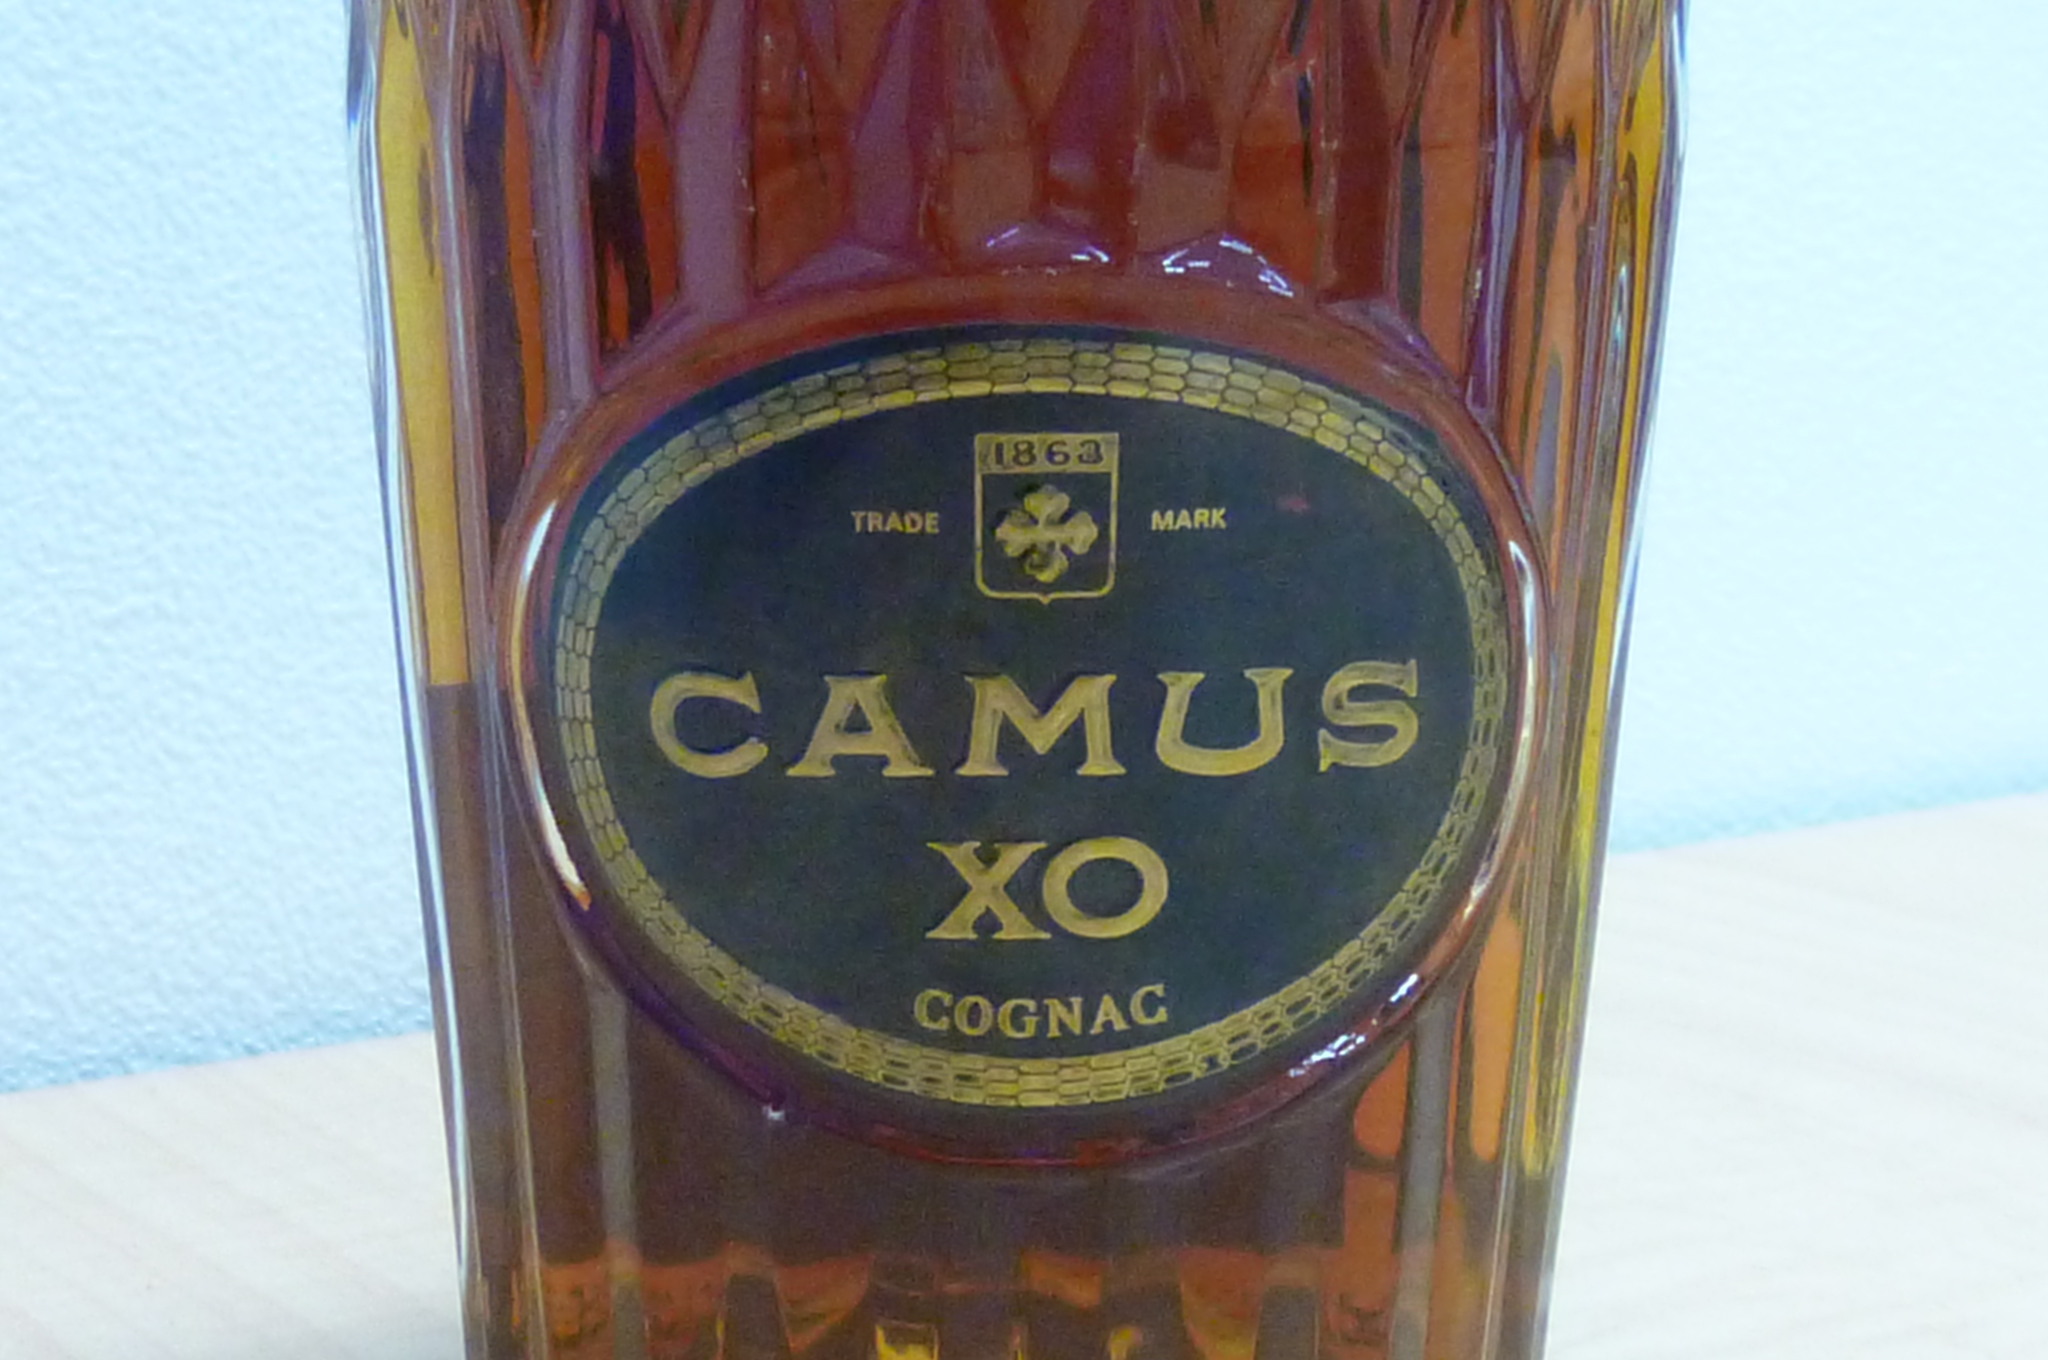 1863
TRADE MARK
CAMUS
XO
COGNAC